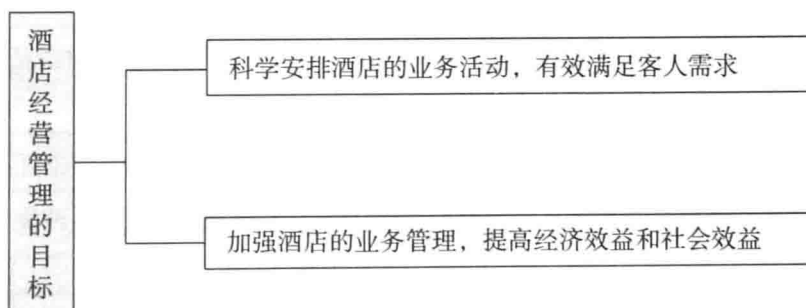 酒店经营管理的目标
科学安排酒店的业务活动，有效满足客人需求
加强酒店的业务管理，提高经济效益和社会效益